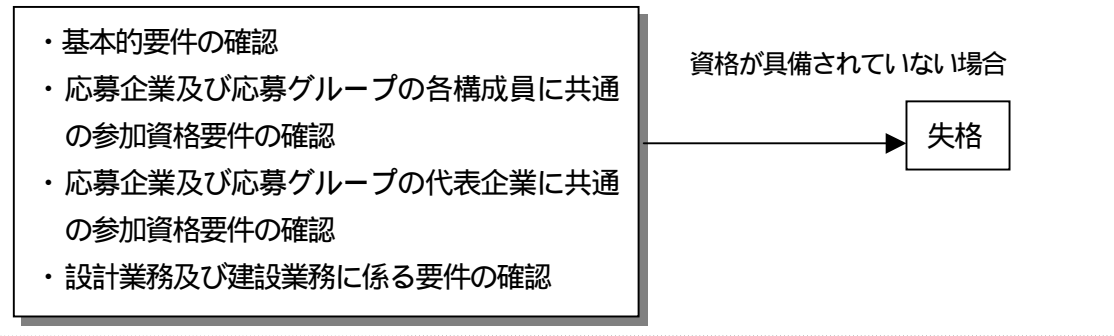 ・基本的要件の確認
・応募企業及び応募グループの各構成員に共通
の参加資格要件の確認
・応募企業及び応募グループの代表企業に共通
の参加資格要件の確認
・設計業務及び建設業務に係る要件の確認
資格が具備されていない場合
失格